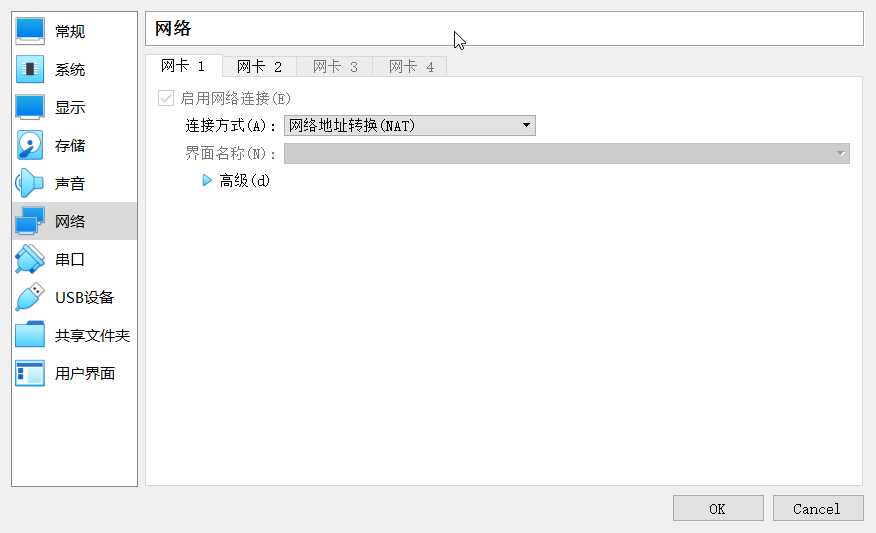 常规
系统
显示
存储
声音
网络
串口
USB设备
共享文件夹
用户界面
网络
网卡 1
网卡 2
网卡 3
网卡 4
启用网络连接(E)
连接方式(A): 网络地址转换(NAT)
界面名称(N):
高级(d)
OK
Cancel